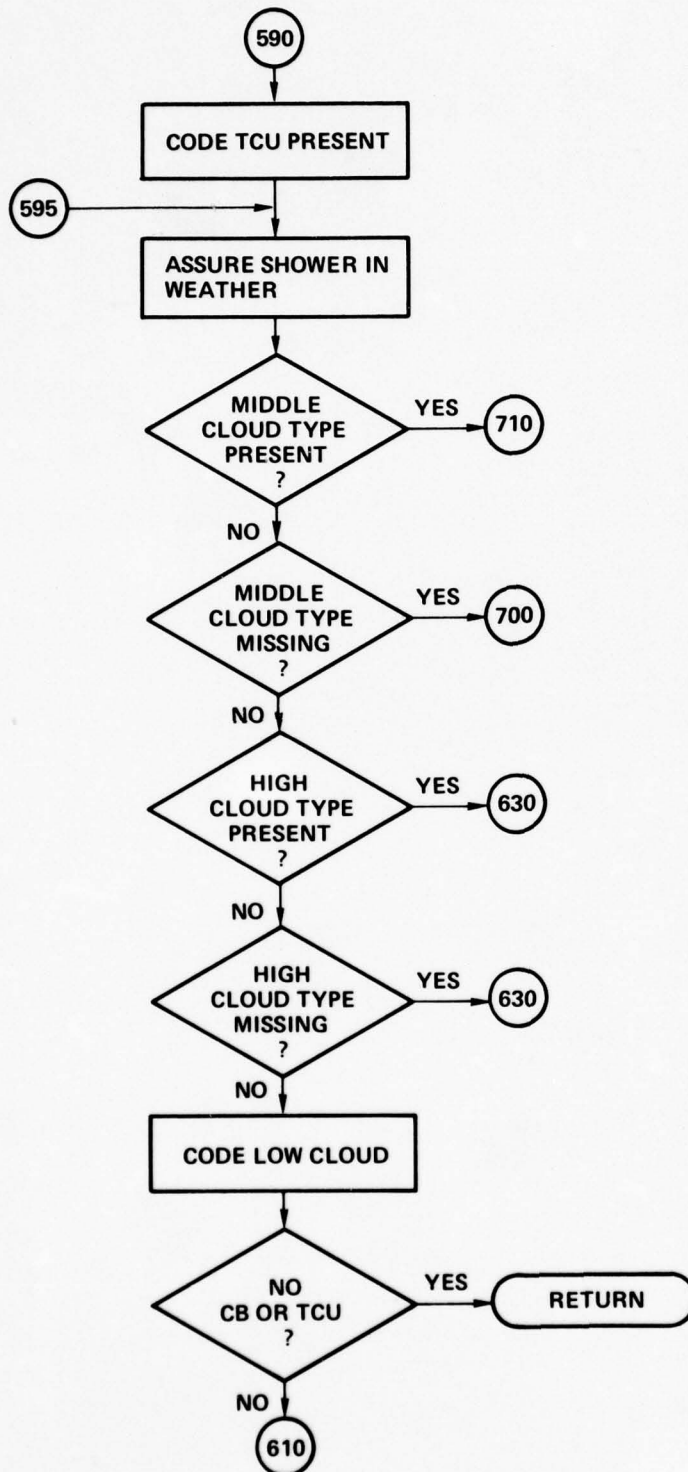 590
CODE TCU PRESENT
595
ASSURE SHOWER IN
WEATHER
MIDDLE
CLOUD TYPE
PRESENT
?
YES
710
NO
MIDDLE
CLOUD TYPE
MISSING
?
YES
700
NO
HIGH
CLOUD TYPE
PRESENT
?
YES
630
NO
HIGH
CLOUD TYPE
MISSING
?
YES
630
NO
CODE LOW CLOUD
NO
CB OR TCU
?
YES
RETURN
NO
610